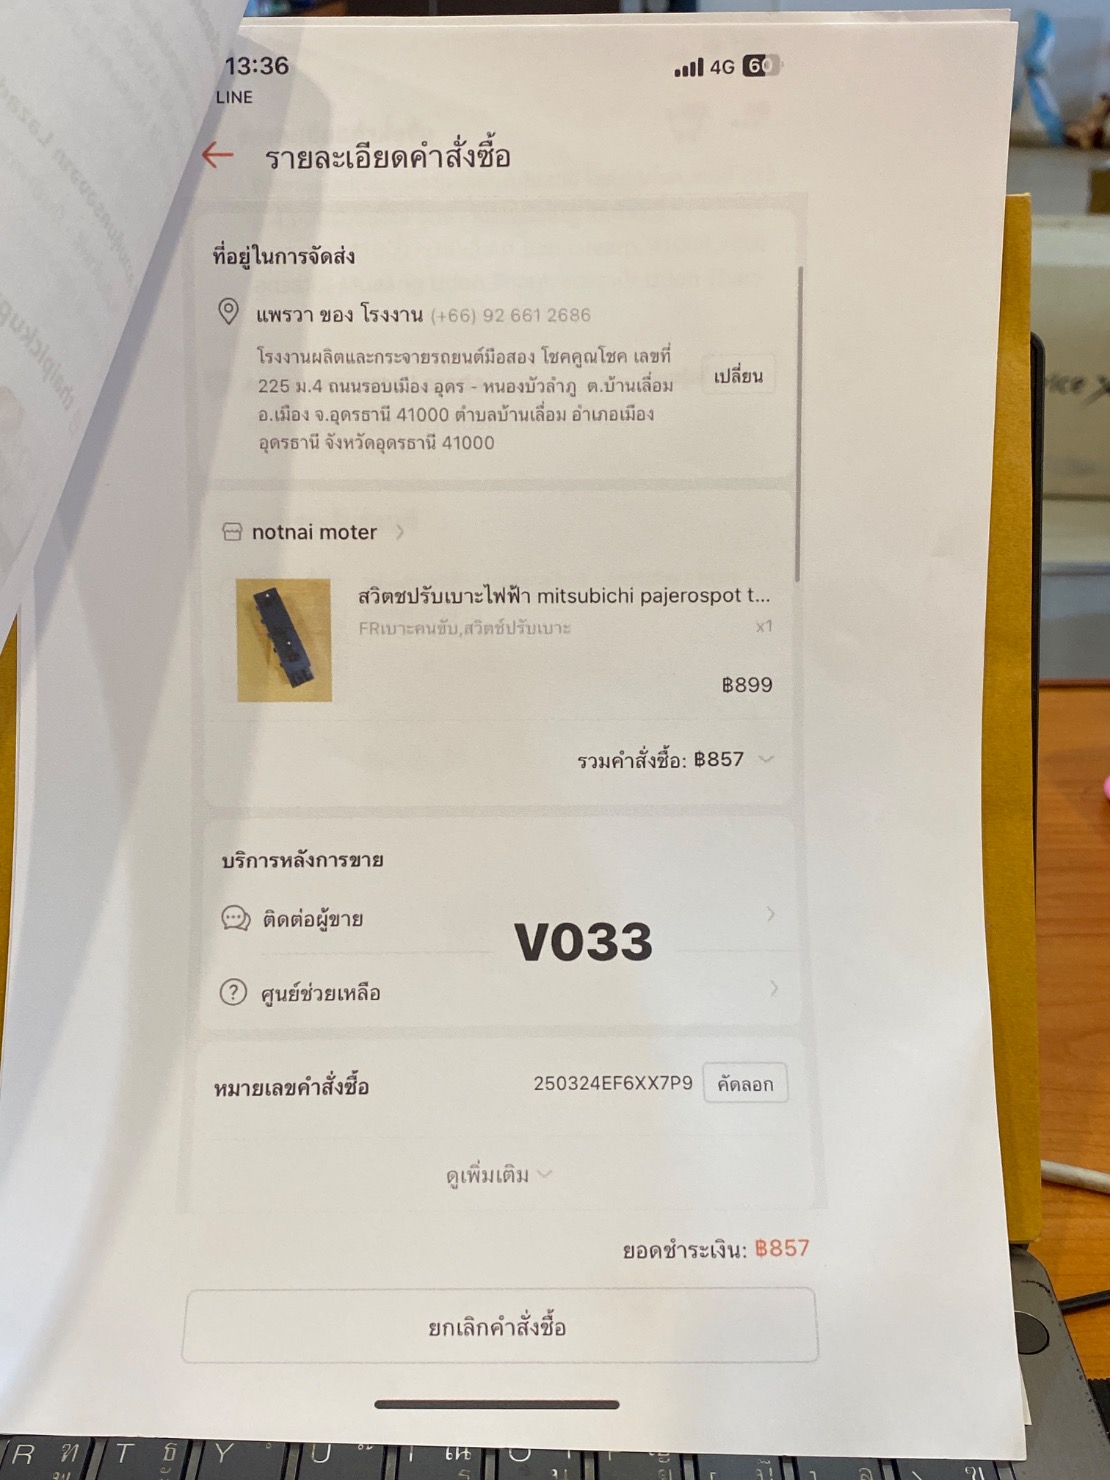 13:36
4G 60
LINE
รายละเอียดคำสั่งซื้อ
ที่อยู่ในการจัดส่ง
แพรวา ของ โรงงาน (+66) 92 661 2686
โรงงานผลิตและกระจายรถยนต์มือสอง โชคคูณโชค เลขที่
225 ม.4 ถนนรอบเมือง อุดร - หนองบัวลำภู ต.บ้านเลื่อม
อ.เมือง จ.อุดรธานี 41000 ตำบลบ้านเลื่อม อำเภอเมือง
อุดรธานี จังหวัดอุดรธานี 41000
เปลี่ยน
notnai moter
สวิตชปรับเบาะไฟฟ้า mitsubichi pajerospot t...
FRเบาะคนขับ,สวิตช์ปรับเบาะ x1
฿899
รวมคำสั่งซื้อ: ฿857
บริการหลังการขาย
ติดต่อผู้ขาย
V033
ศูนย์ช่วยเหลือ
หมายเลขคำสั่งซื้อ 250324EF6XX7P9 คัดลอก
ดูเพิ่มเติม
ยอดชำระเงิน: ฿857
ยกเลิกคำสั่งซื้อ
R T Y U